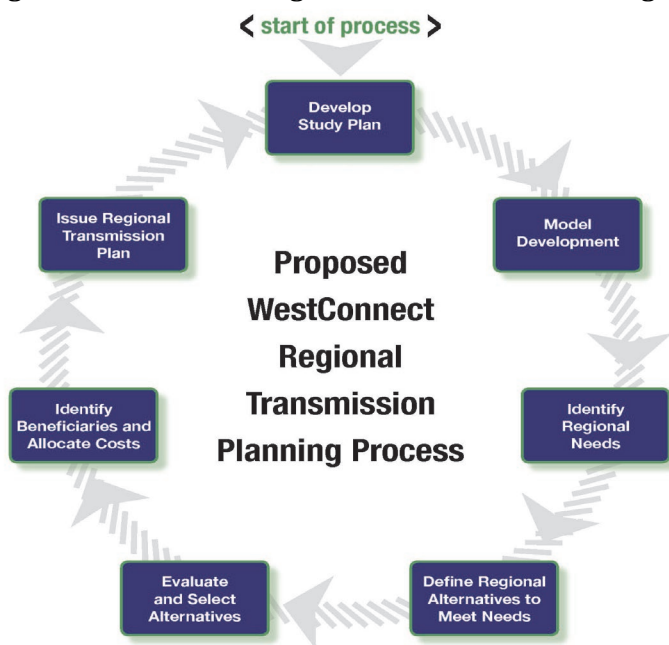 < start of process >
Develop
Study Plan
Model
Development
Identify
Regional
Needs
Define Regional
Alternatives to
Meet Needs
Evaluate
and Select
Alternatives
Identify
Beneficiaries and
Allocate Costs
Issue Regional
Transmission
Plan
Proposed
WestConnect
Regional
Transmission
Planning Process